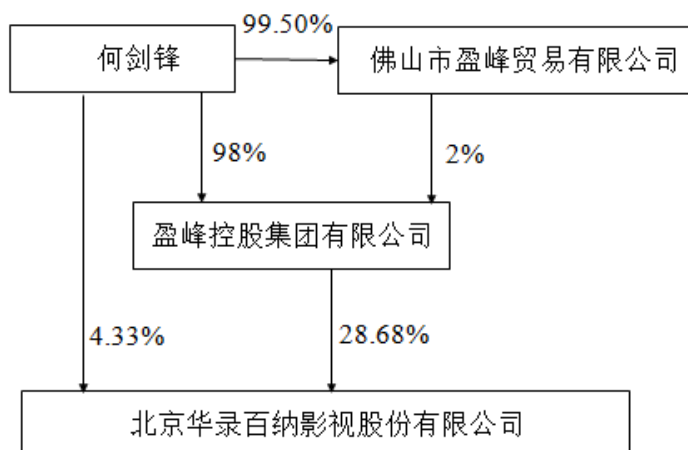 99.50%
何剑锋
佛山市盈峰贸易有限公司
98%
2%
盈峰控股集团有限公司
4.33%
28.68%
北京华录百纳影视股份有限公司